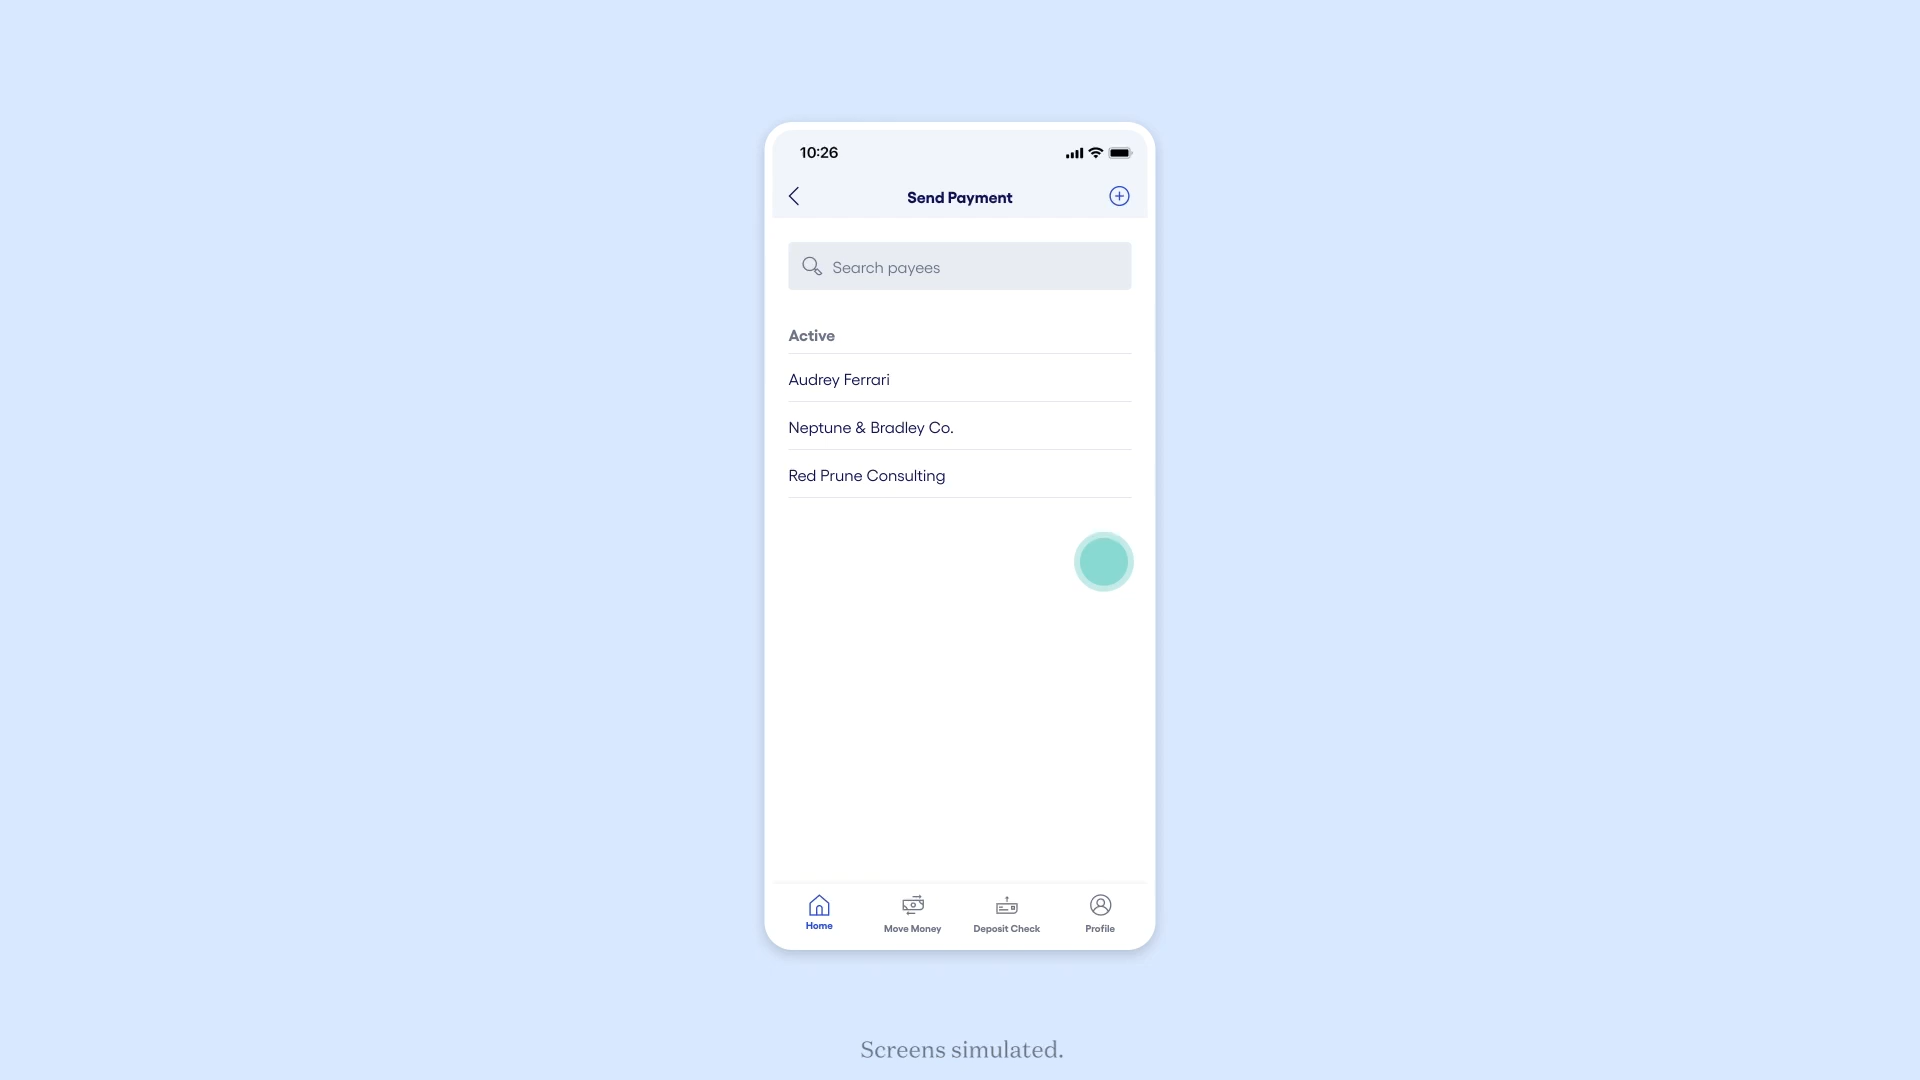 10:26
Send Payment
Search payees
Active
Audrey Ferrari
Neptune & Bradley Co.
Red Prune Consulting
Home
Move Money
Deposit Check
Profile
Screens simulated.